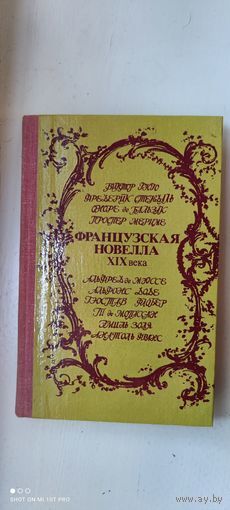 ВИКТОР ГЮГО
ФРЕДЕРИК СТЕНДАЛЬ
ОНОРЕ де БАЛЬЗАК
ПРОСПЕР МЕРИМЕ
ФРАНЦУЗСКАЯ
НОВЕЛЛА
XIX века
АЛЬФРЕД де МЮССЕ
АЛЬФОНС ДОДЕ
ГЮСТАВ ФЛОБЕР
ГИ де МОПАССАН
ЭМИЛЬ ЗОЛЯ
АНАТОЛЬ ФРАНС
SHOT ON MI 10T PRO
ay.by